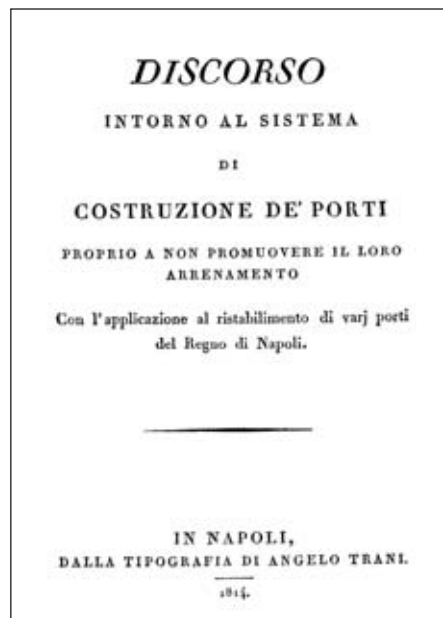 DISCORSO
INTORNO AL SISTEMA
DI
COSTRUZIONE DE' PORTI
PROPRIO A NON PROMUOVERE IL LORO
ARRENAMENTO
Con l'applicazione al ristabilimento di varj porti
del Regno di Napoli.
IN NAPOLI,
DALLA TIPOGRAFIA DI ANGELO TRANI.
1814.